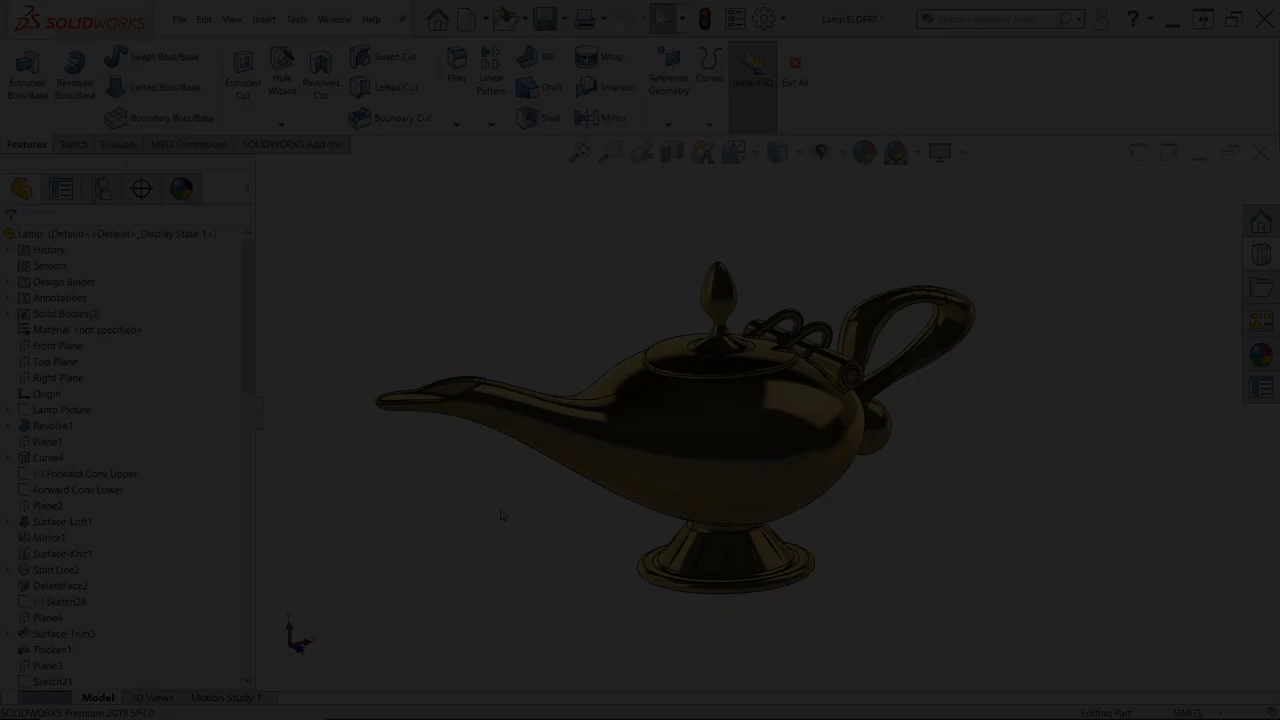 SOLIDWORKS File Edit View Insert Tools Window Help Lamp.SLDPRT *
Extruded Boss/Base
Revolved Boss/Base
Swept Boss/Base
Lofted Boss/Base
Boundary Boss/Base
Extruded Cut
Hole Wizard
Revolved Cut
Swept Cut
Lofted Cut
Boundary Cut
Fillet
Linear Pattern
Rib
Draft
Shell
Wrap
Intersect
Mirror
Reference Geometry
Curves
Instant3D
Exit All
Features Sketch Evaluate MBD Dimensions SOLIDWORKS Add-Ins
Lamp (Default<<Default>_Display State 1>)
History
Sensors
Design Binder
Annotations
Solid Bodies(2)
Material <not specified>
Front Plane
Top Plane
Right Plane
Origin
Lamp Picture
Revolve1
Plane1
Curve4
(-) Forward Conv Upper
Forward Conv Lower
Plane2
Surface-Loft1
Mirror1
Surface-Knit1
Split Line2
DeleteFace2
(-) Sketch20
Plane4
Surface-Trim3
Thicken1
Plane3
Sketch21
Model 3D Views Motion Study 1
SOLIDWORKS Premium 2019 SP3.0 Editing Part MMGS